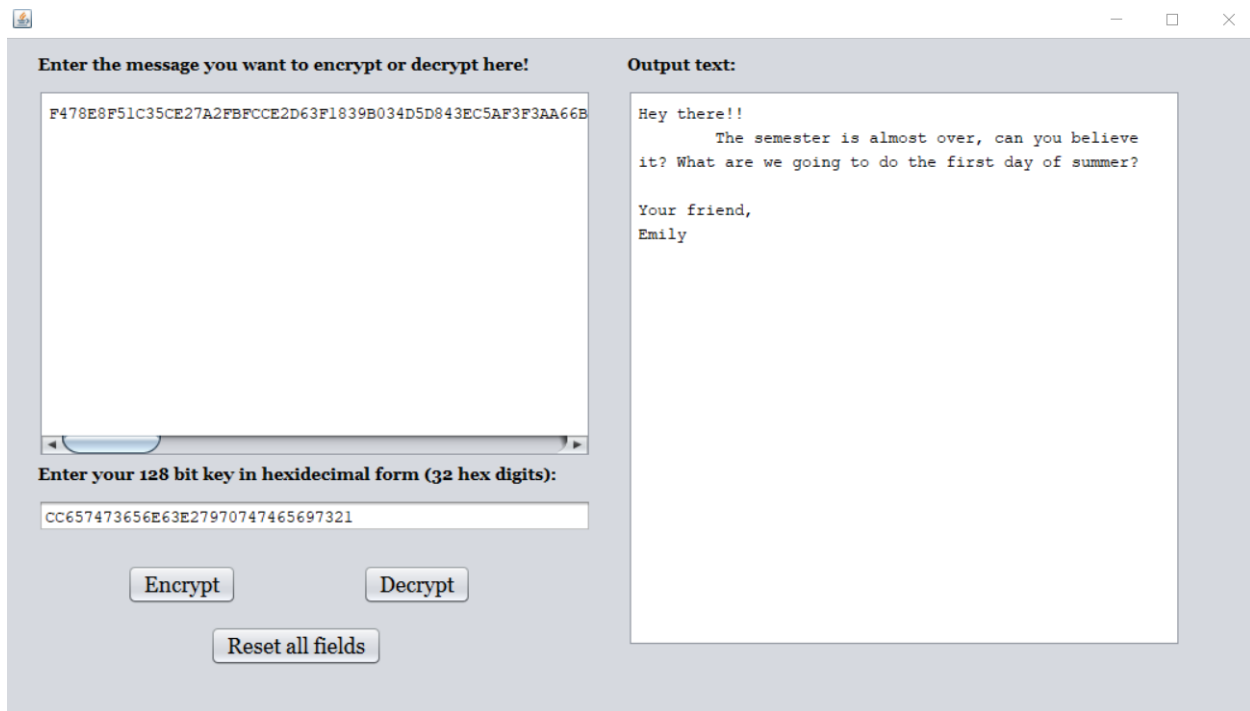 Enter the message you want to encrypt or decrypt here!
F478E8F51C35CE27A2FBFCCE2D63F1839B034D5D843EC5AF3F3AA66B
Enter your 128 bit key in hexidecimal form (32 hex digits):
CC657473656E63E27970747465697321
Encrypt
Decrypt
Reset all fields
Output text:
Hey there!!
The semester is almost over, can you believe
it? What are we going to do the first day of summer?
Your friend,
Emily